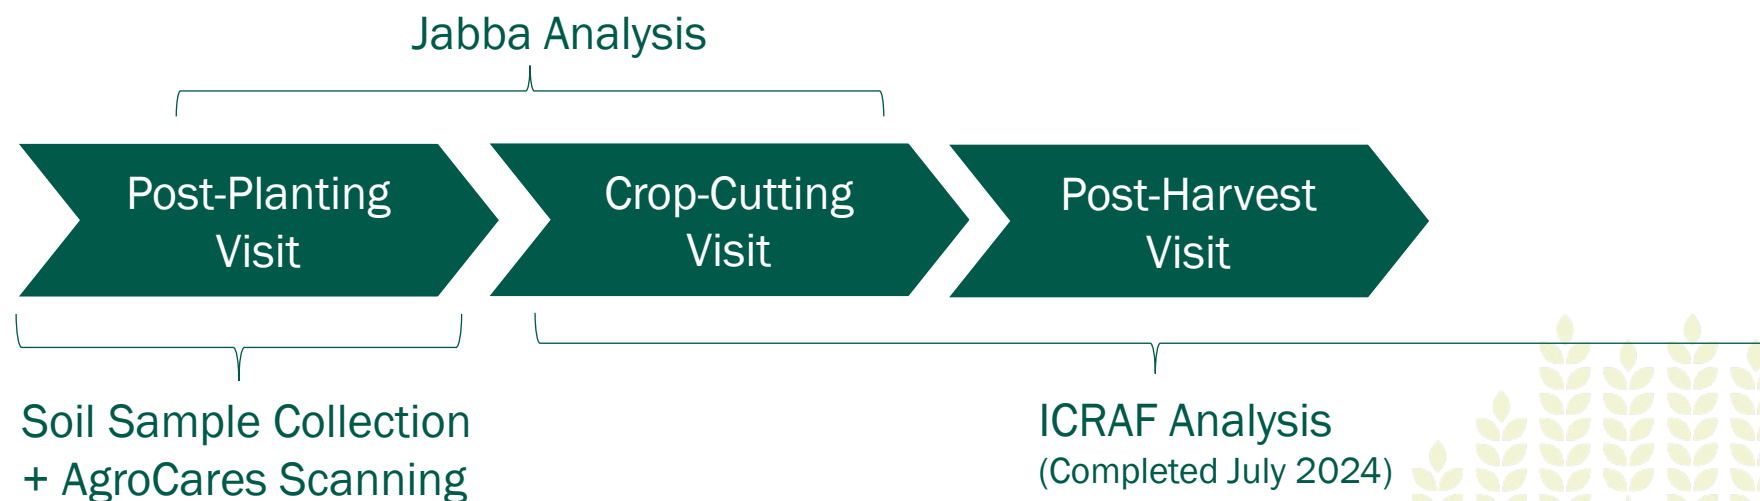 Jabba Analysis
Post-Planting
Visit
Crop-Cutting
Visit
Post-Harvest
Visit
Soil Sample Collection
+ AgroCares Scanning
ICRAF Analysis
(Completed July 2024)